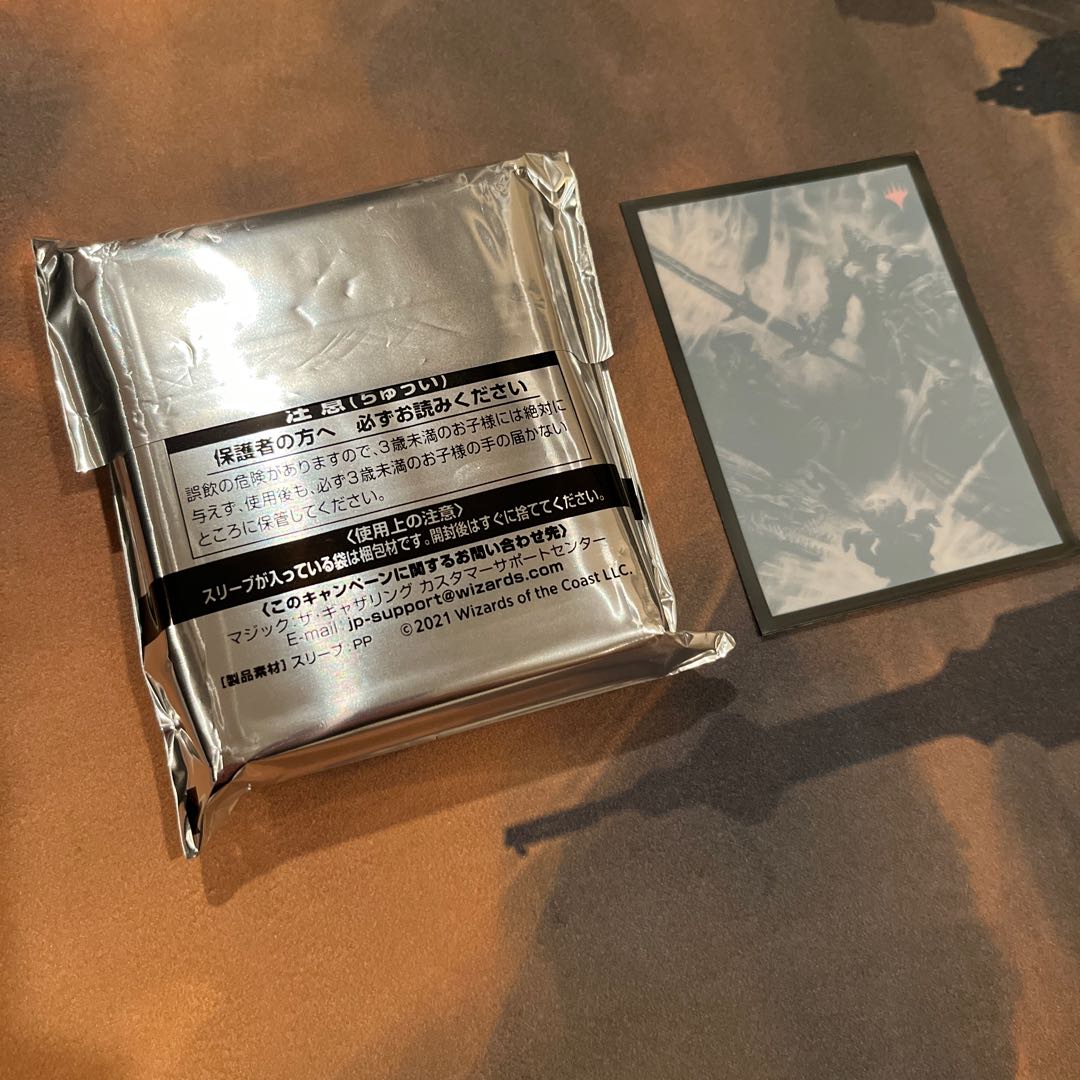 注意(ちゅうい)
保護者の方へ 必ずお読みください
誤飲の危険がありますので、3歳未満のお子様には絶対に
与えず、使用後も、必ず3歳未満のお子様の手の届かない
ところに保管してください。
〈使用上の注意〉
スリーブが入っている袋は梱包材です。開封後はすぐに捨ててください。
〈このキャンペーンに関するお問い合わせ先〉
マジック:ザ・ギャザリング カスタマーサポートセンター
E-mail jp-support@wizards.com
©2021 Wizards of the Coast LLC.
[製品素材] スリーブ:PP